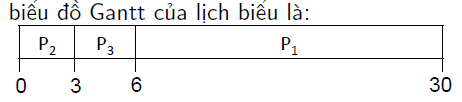 biểu đồ Gantt của lịch biểu là:
P₂ P₃ P₁
0 3 6 30